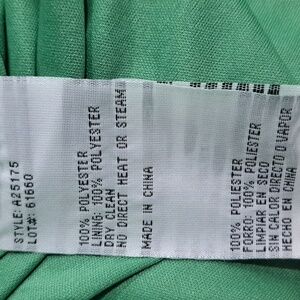 STYLE: A25175
LOT#: 61660
100% POLYESTER
LINING: 100% POLYESTER
DRY CLEAN
NO DIRECT HEAT OR STEAM
MADE IN CHINA
100% POLIESTER
FORRO: 100% POLIESTER
LIMPIAR EN SECO
SIN CALOR DIRECTO O VAPOR
HECHO EN CHINA